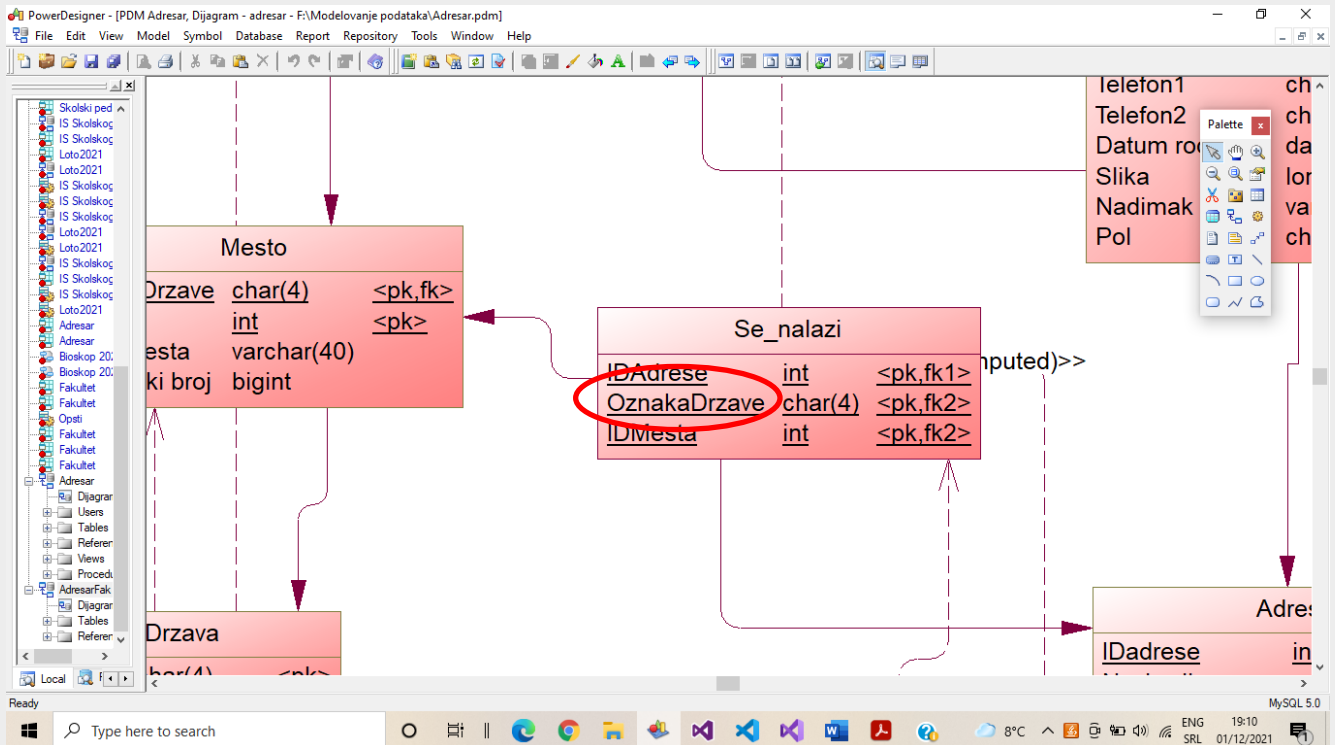 PowerDesigner - [PDM Adresar, Dijagram - adresar - F:\Modelovanje podataka\Adresar.pdm]
File Edit View Model Symbol Database Report Repository Tools Window Help
Skolski ped
IS Skolskog
IS Skolskog
Loto2021
Loto2021
IS Skolskog
IS Skolskog
IS Skolskog
Loto2021
Loto2021
IS Skolskog
IS Skolskog
IS Skolskog
Loto2021
Adresar
Adresar
Bioskop 202
Bioskop 202
Fakultet
Fakultet
Opsti
Fakultet
Fakultet
Fakultet
Adresar
Dijagrar
Users
Tables
Referen
Views
Procedu
AdresarFak
Dijagrar
Tables
Referen
Local
Mesto
Drzave char(4) <pk,fk>
int <pk>
esta varchar(40)
ki broj bigint
Drzava
char(4) <pk>
Se_nalazi
IDAdrese int <pk,fk1>
OznakaDrzave char(4) <pk,fk2>
IDMesta int <pk,fk2>
mputed)>>
Telefon1 ch
Telefon2 ch
Datum ro da
Slika lor
Nadimak va
Pol ch
Palette
Adres
IDadrese in
Ready
MySQL 5.0
Type here to search
8°C
ENG
SRL
19:10
01/12/2021